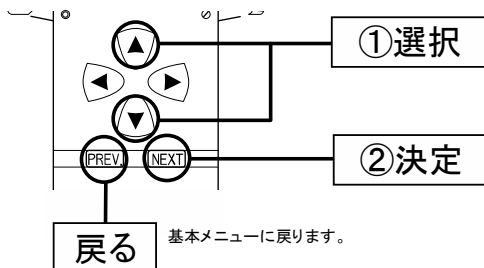 ①選択
PREV.
NEXT
②決定
戻る
基本メニューに戻ります。